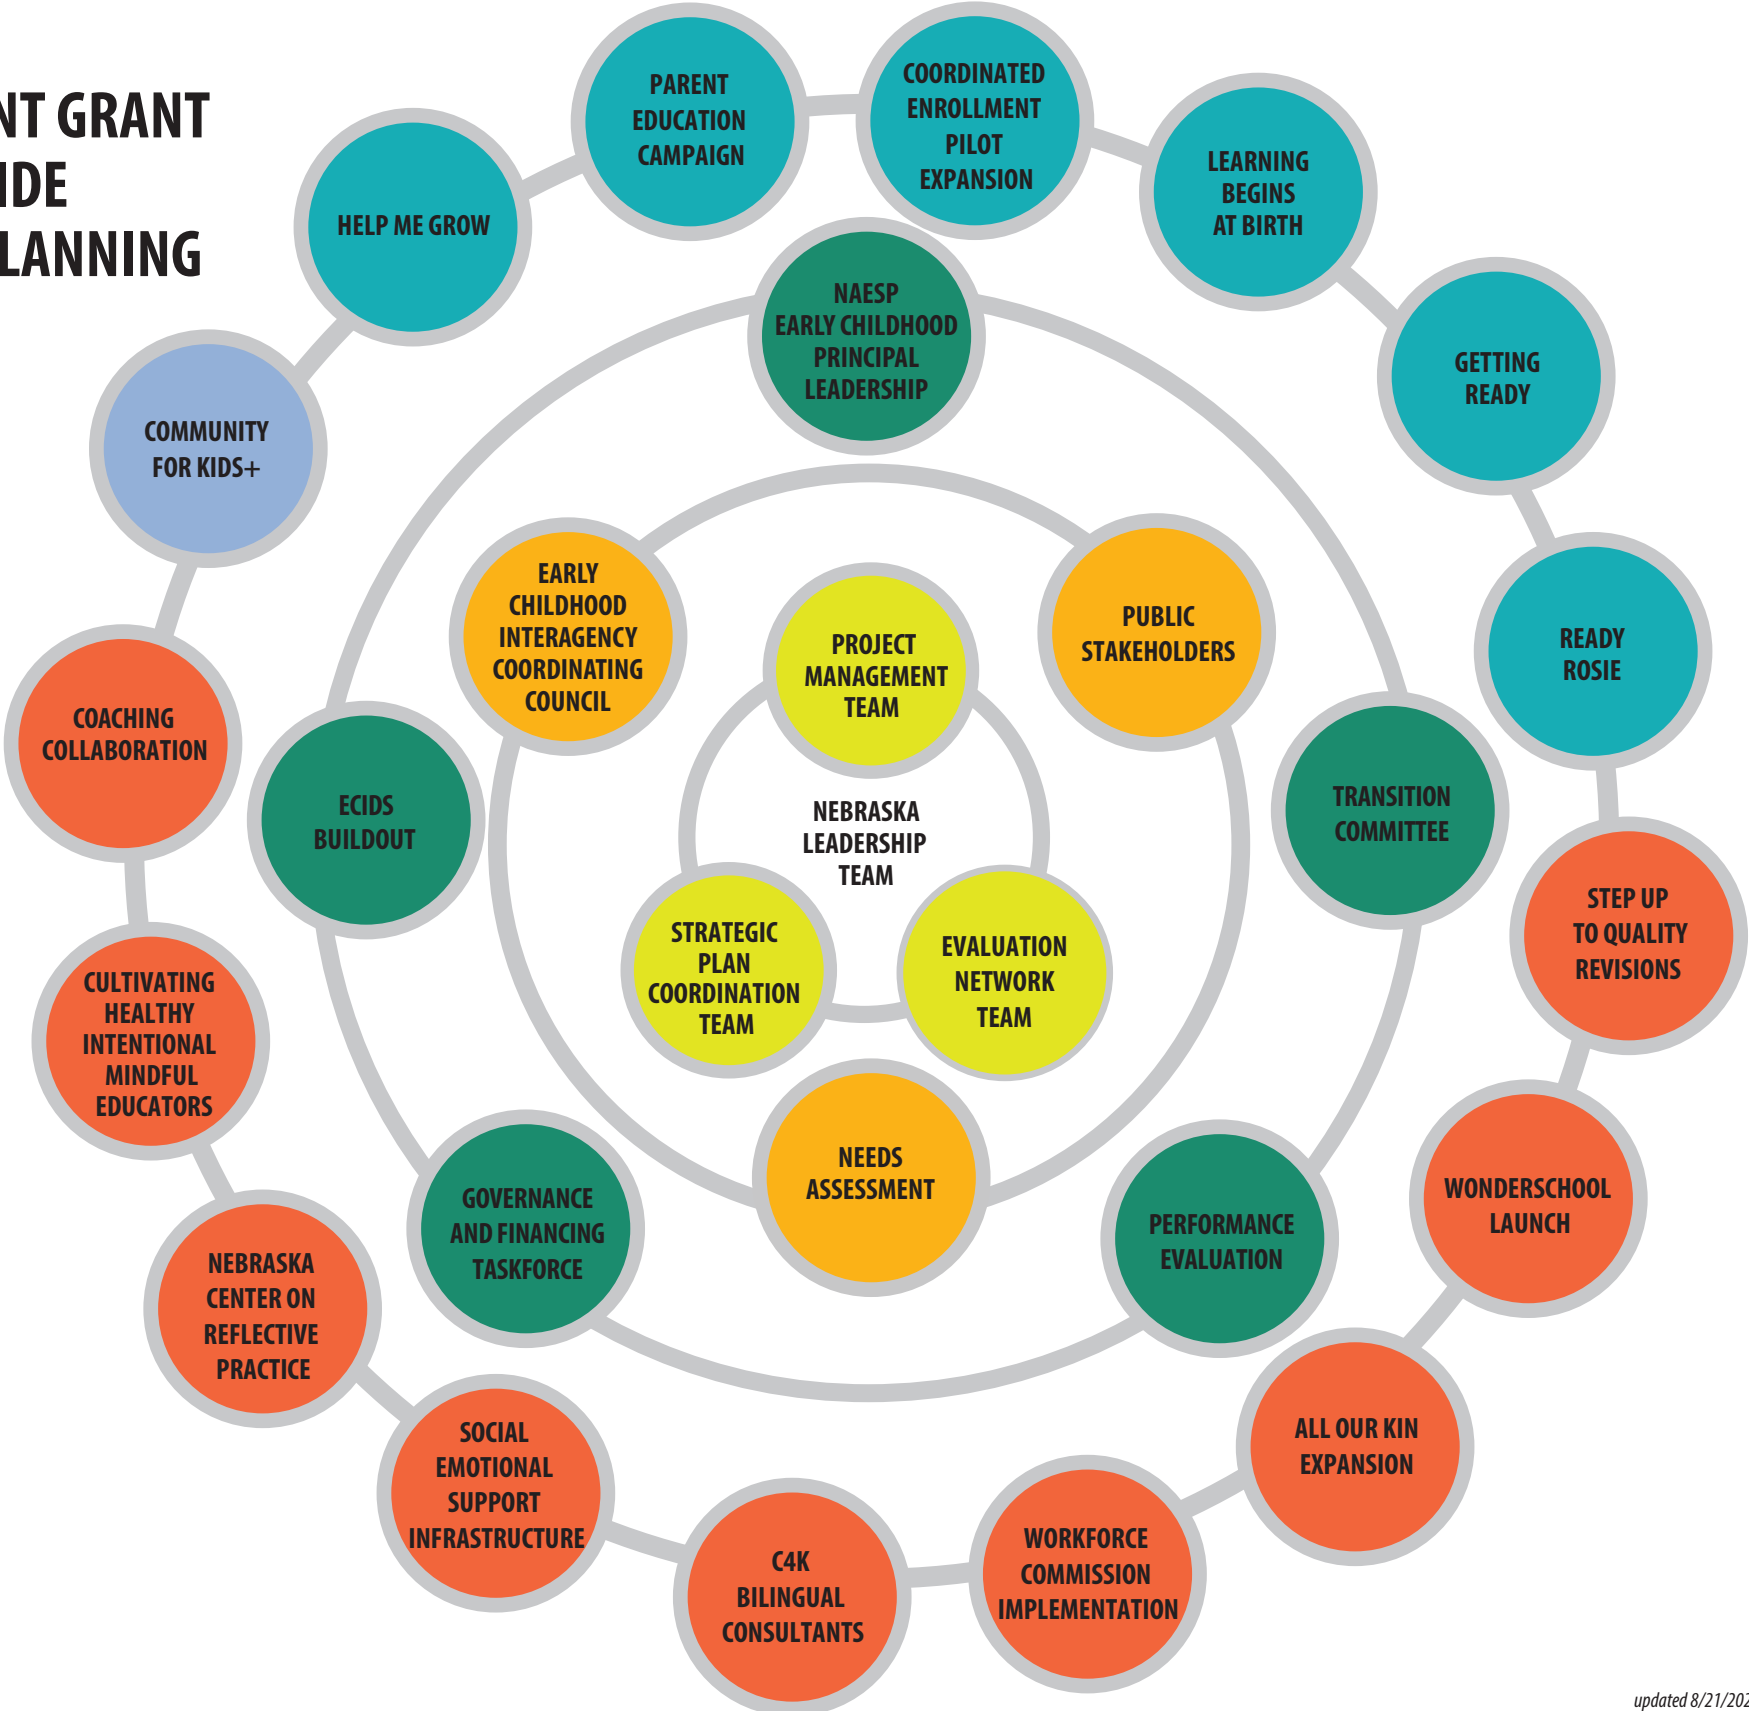 NT GRANT
IDE
LANNING
PARENT
EDUCATION
CAMPAIGN
COORDINATED
ENROLLMENT
PILOT
EXPANSION
LEARNING
BEGINS
AT BIRTH
HELP ME GROW
GETTING
READY
COMMUNITY
FOR KIDS+
READY
ROSIE
COACHING
COLLABORATION
STEP UP
TO QUALITY
REVISIONS
CULTIVATING
HEALTHY
INTENTIONAL
MINDFUL
EDUCATORS
WONDERSCHOOL
LAUNCH
NEBRASKA
CENTER ON
REFLECTIVE
PRACTICE
ALL OUR KIN
EXPANSION
SOCIAL
EMOTIONAL
SUPPORT
INFRASTRUCTURE
WORKFORCE
COMMISSION
IMPLEMENTATION
C4K
BILINGUAL
CONSULTANTS
NAESP
EARLY CHILDHOOD
PRINCIPAL
LEADERSHIP
ECIDS
BUILDOUT
TRANSITION
COMMITTEE
GOVERNANCE
AND FINANCING
TASKFORCE
PERFORMANCE
EVALUATION
EARLY
CHILDHOOD
INTERAGENCY
COORDINATING
COUNCIL
PUBLIC
STAKEHOLDERS
NEEDS
ASSESSMENT
PROJECT
MANAGEMENT
TEAM
NEBRASKA
LEADERSHIP
TEAM
STRATEGIC
PLAN
COORDINATION
TEAM
EVALUATION
NETWORK
TEAM
updated 8/21/202